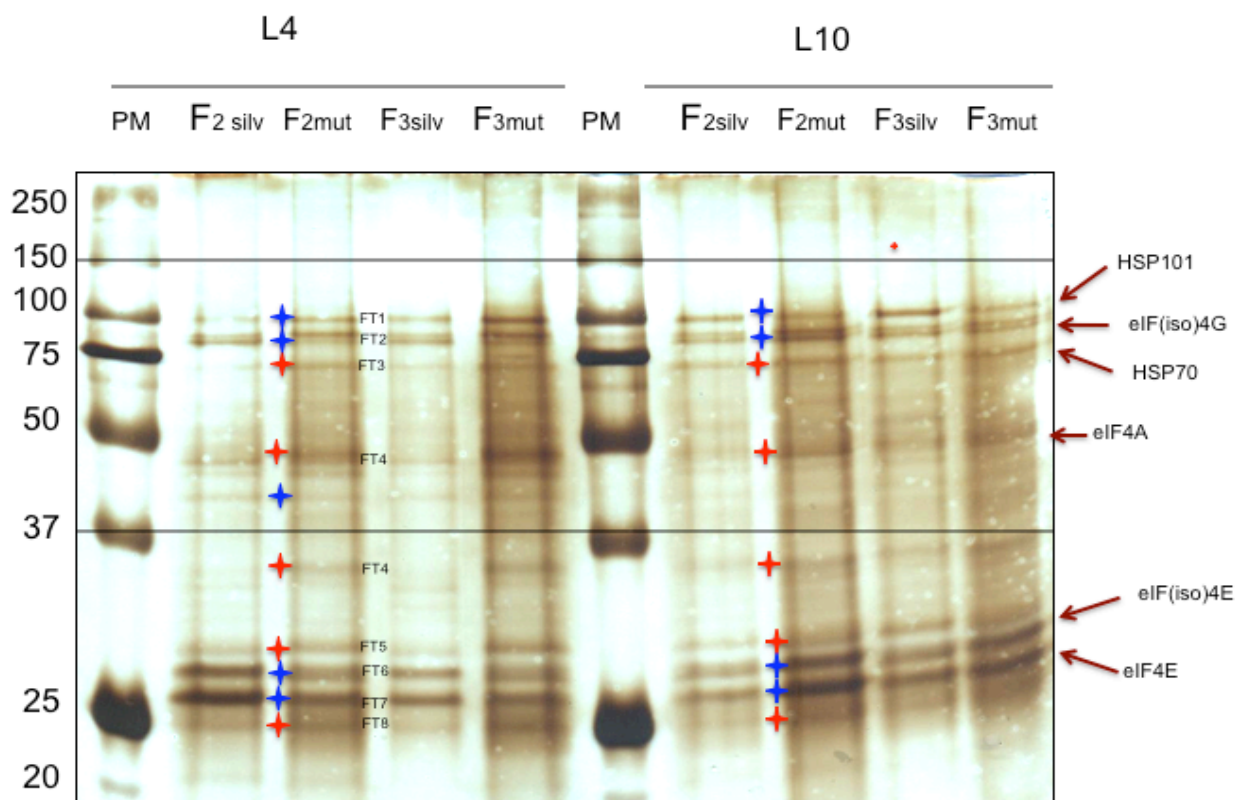 L4
L10
PM F2 silv F2mut F3silv F3mut PM F2silv F2mut F3silv F3mut
250
150
HSP101
100
FT1
eIF(iso)4G
FT2
75
FT3
HSP70
50
eIF4A
FT4
37
FT4
eIF(iso)4E
FT5
FT6
eIF4E
25
FT7
FT8
20